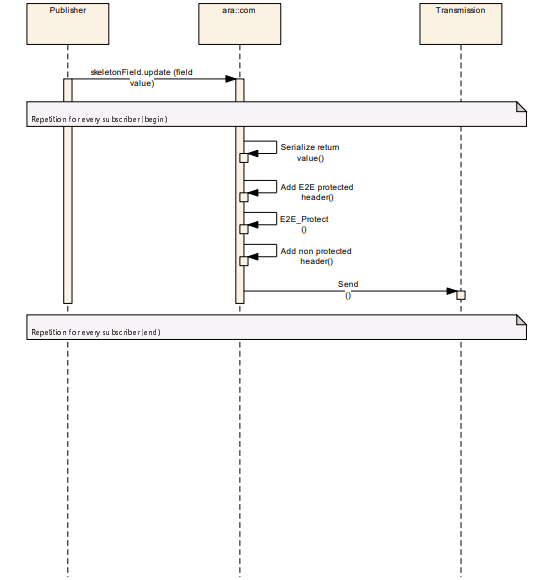 Publisher
ara::com
Transmission
skeletonField.update (field
value)
Repetition for every subscriber (begin)
Serialize return
value()
Add E2E protected
header()
E2E_Protect
()
Add non protected
header()
Send
()
Repetition for every subscriber (end)